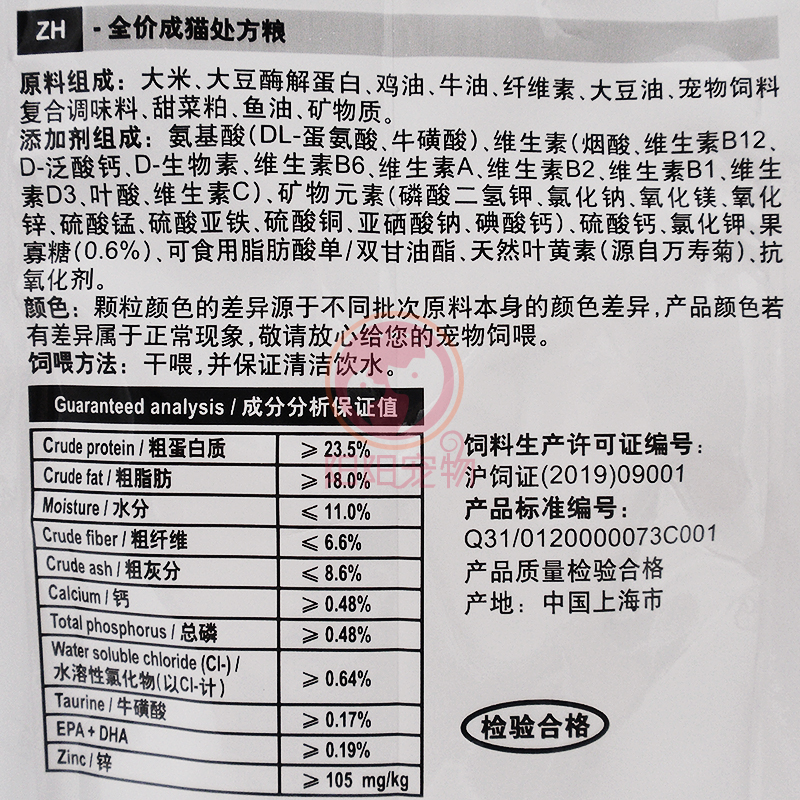 ZH - 全价成猫处方粮
原料组成：大米、大豆酶解蛋白、鸡油、牛油、纤维素、大豆油、宠物饲料
复合调味料、甜菜粕、鱼油、矿物质。
添加剂组成：氨基酸(DL-蛋氨酸、牛磺酸)、维生素(烟酸、维生素B12、
D-泛酸钙、D-生物素、维生素B6、维生素A、维生素B2、维生素B1、维生
素D3、叶酸、维生素C)、矿物元素(磷酸二氢钾、氯化钠、氧化镁、氧化
锌、硫酸锰、硫酸亚铁、硫酸铜、亚硒酸钠、碘酸钙)、硫酸钙、氯化钾、果
寡糖(0.6%)、可食用脂肪酸单/双甘油酯、天然叶黄素(源自万寿菊)、抗
氧化剂。
颜色：颗粒颜色的差异源于不同批次原料本身的颜色差异,产品颜色若
有差异属于正常现象,敬请放心给您的宠物饲喂。
饲喂方法：干喂,并保证清洁饮水。
Guaranteed analysis / 成分分析保证值
Crude protein / 粗蛋白质 ≥ 23.5%
Crude fat / 粗脂肪 ≥ 18.0%
Moisture / 水分 ≤ 11.0%
Crude fiber / 粗纤维 ≤ 6.6%
Crude ash / 粗灰分 ≤ 8.6%
Calcium / 钙 ≥ 0.48%
Total phosphorus / 总磷 ≥ 0.48%
Water soluble chloride (Cl-) /
水溶性氯化物(以Cl-计) ≥ 0.64%
Taurine / 牛磺酸 ≥ 0.17%
EPA + DHA ≥ 0.19%
Zinc / 锌 ≥ 105 mg/kg
饲料生产许可证编号：
沪饲证(2019)09001
产品标准编号：
Q31/0120000073C001
产品质量检验合格
产地：中国上海市
检验合格